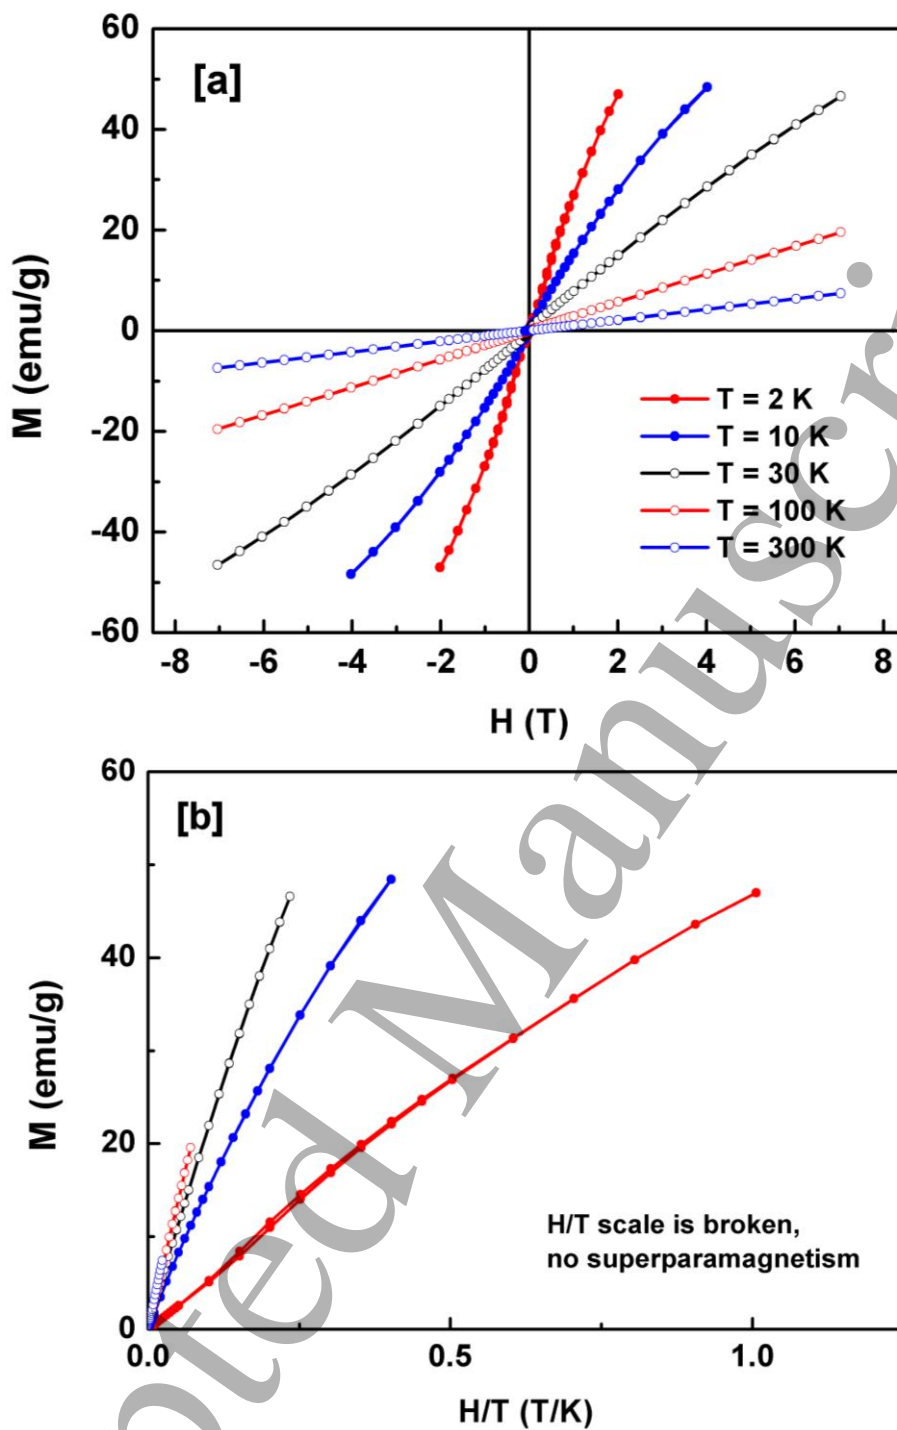 60
[a]
40
20
0
-20
-40
-60
M (emu/g)
T = 2 K
T = 10 K
T = 30 K
T = 100 K
T = 300 K
-8 -6 -4 -2 0 2 4 6 8
H (T)
60
[b]
40
20
0
M (emu/g)
H/T scale is broken,
no superparamagnetism
0.0 0.5 1.0
H/T (T/K)
pted Manuscri